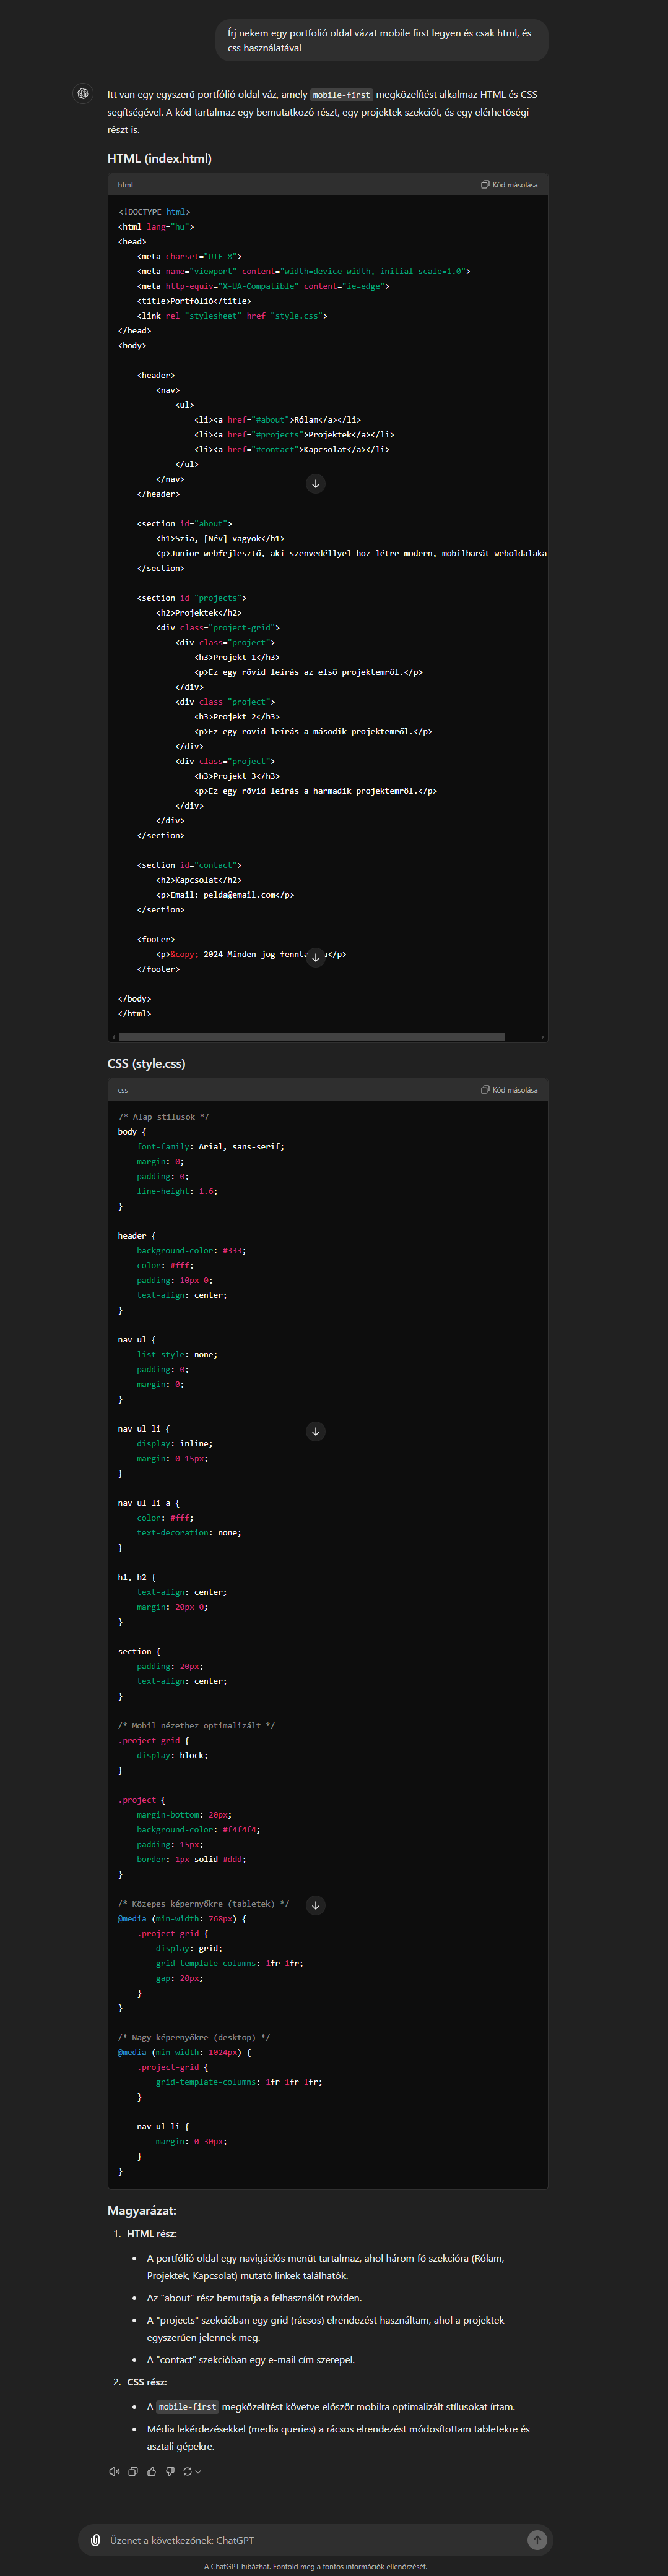 Írj nekem egy portfolió oldal vázat mobile first legyen és csak html, és
css használatával
Itt van egy egyszerű portfólió oldal váz, amely mobile-first megközelítést alkalmaz HTML és CSS
segítségével. A kód tartalmaz egy bemutatkozó részt, egy projektek szekciót, és egy elérhetőségi
részt is.
HTML (index.html)
html Kód másolása
<!DOCTYPE html>
<html lang="hu">
<head>
    <meta charset="UTF-8">
    <meta name="viewport" content="width=device-width, initial-scale=1.0">
    <meta http-equiv="X-UA-Compatible" content="ie=edge">
    <title>Portfólió</title>
    <link rel="stylesheet" href="style.css">
</head>
<body>
    <header>
        <nav>
            <ul>
                <li><a href="#about">Rólam</a></li>
                <li><a href="#projects">Projektek</a></li>
                <li><a href="#contact">Kapcsolat</a></li>
            </ul>
        </nav>
    </header>
    <section id="about">
        <h1>Szia, [Név] vagyok</h1>
        <p>Junior webfejlesztő, aki szenvedéllyel hoz létre modern, mobilbarát weboldalaka
    </section>
    <section id="projects">
        <h2>Projektek</h2>
        <div class="project-grid">
            <div class="project">
                <h3>Projekt 1</h3>
                <p>Ez egy rövid leírás az első projektemről.</p>
            </div>
            <div class="project">
                <h3>Projekt 2</h3>
                <p>Ez egy rövid leírás a második projektemről.</p>
            </div>
            <div class="project">
                <h3>Projekt 3</h3>
                <p>Ez egy rövid leírás a harmadik projektemről.</p>
            </div>
        </div>
    </section>
    <section id="contact">
        <h2>Kapcsolat</h2>
        <p>Email: pelda@email.com</p>
    </section>
    <footer>
        <p>&copy; 2024 Minden jog fennta a</p>
    </footer>
</body>
</html>
CSS (style.css)
css Kód másolása
/* Alap stílusok */
body {
    font-family: Arial, sans-serif;
    margin: 0;
    padding: 0;
    line-height: 1.6;
}
header {
    background-color: #333;
    color: #fff;
    padding: 10px 0;
    text-align: center;
}
nav ul {
    list-style: none;
    padding: 0;
    margin: 0;
}
nav ul li {
    display: inline;
    margin: 0 15px;
}
nav ul li a {
    color: #fff;
    text-decoration: none;
}
h1, h2 {
    text-align: center;
    margin: 20px 0;
}
section {
    padding: 20px;
    text-align: center;
}
/* Mobil nézethez optimalizált */
.project-grid {
    display: block;
}
.project {
    margin-bottom: 20px;
    background-color: #f4f4f4;
    padding: 15px;
    border: 1px solid #ddd;
}
/* Közepes képernyőkre (tabletek) */
@media (min-width: 768px) {
    .project-grid {
        display: grid;
        grid-template-columns: 1fr 1fr;
        gap: 20px;
    }
}
/* Nagy képernyőkre (desktop) */
@media (min-width: 1024px) {
    .project-grid {
        grid-template-columns: 1fr 1fr 1fr;
    }
    nav ul li {
        margin: 0 30px;
    }
}
Magyarázat:
1. HTML rész:
• A portfólió oldal egy navigációs menüt tartalmaz, ahol három fő szekcióra (Rólam,
Projektek, Kapcsolat) mutató linkek találhatók.
• Az "about" rész bemutatja a felhasználót röviden.
• A "projects" szekcióban egy grid (rácsos) elrendezést használtam, ahol a projektek
egyszerűen jelennek meg.
• A "contact" szekcióban egy e-mail cím szerepel.
2. CSS rész:
• A mobile-first megközelítést követve először mobilra optimalizált stílusokat írtam.
• Média lekérdezésekkel (media queries) a rácsos elrendezést módosítottam tabletekre és
asztali gépekre.
Üzenet a következőnek: ChatGPT
A ChatGPT hibázhat. Fontold meg a fontos információk ellenőrzését.